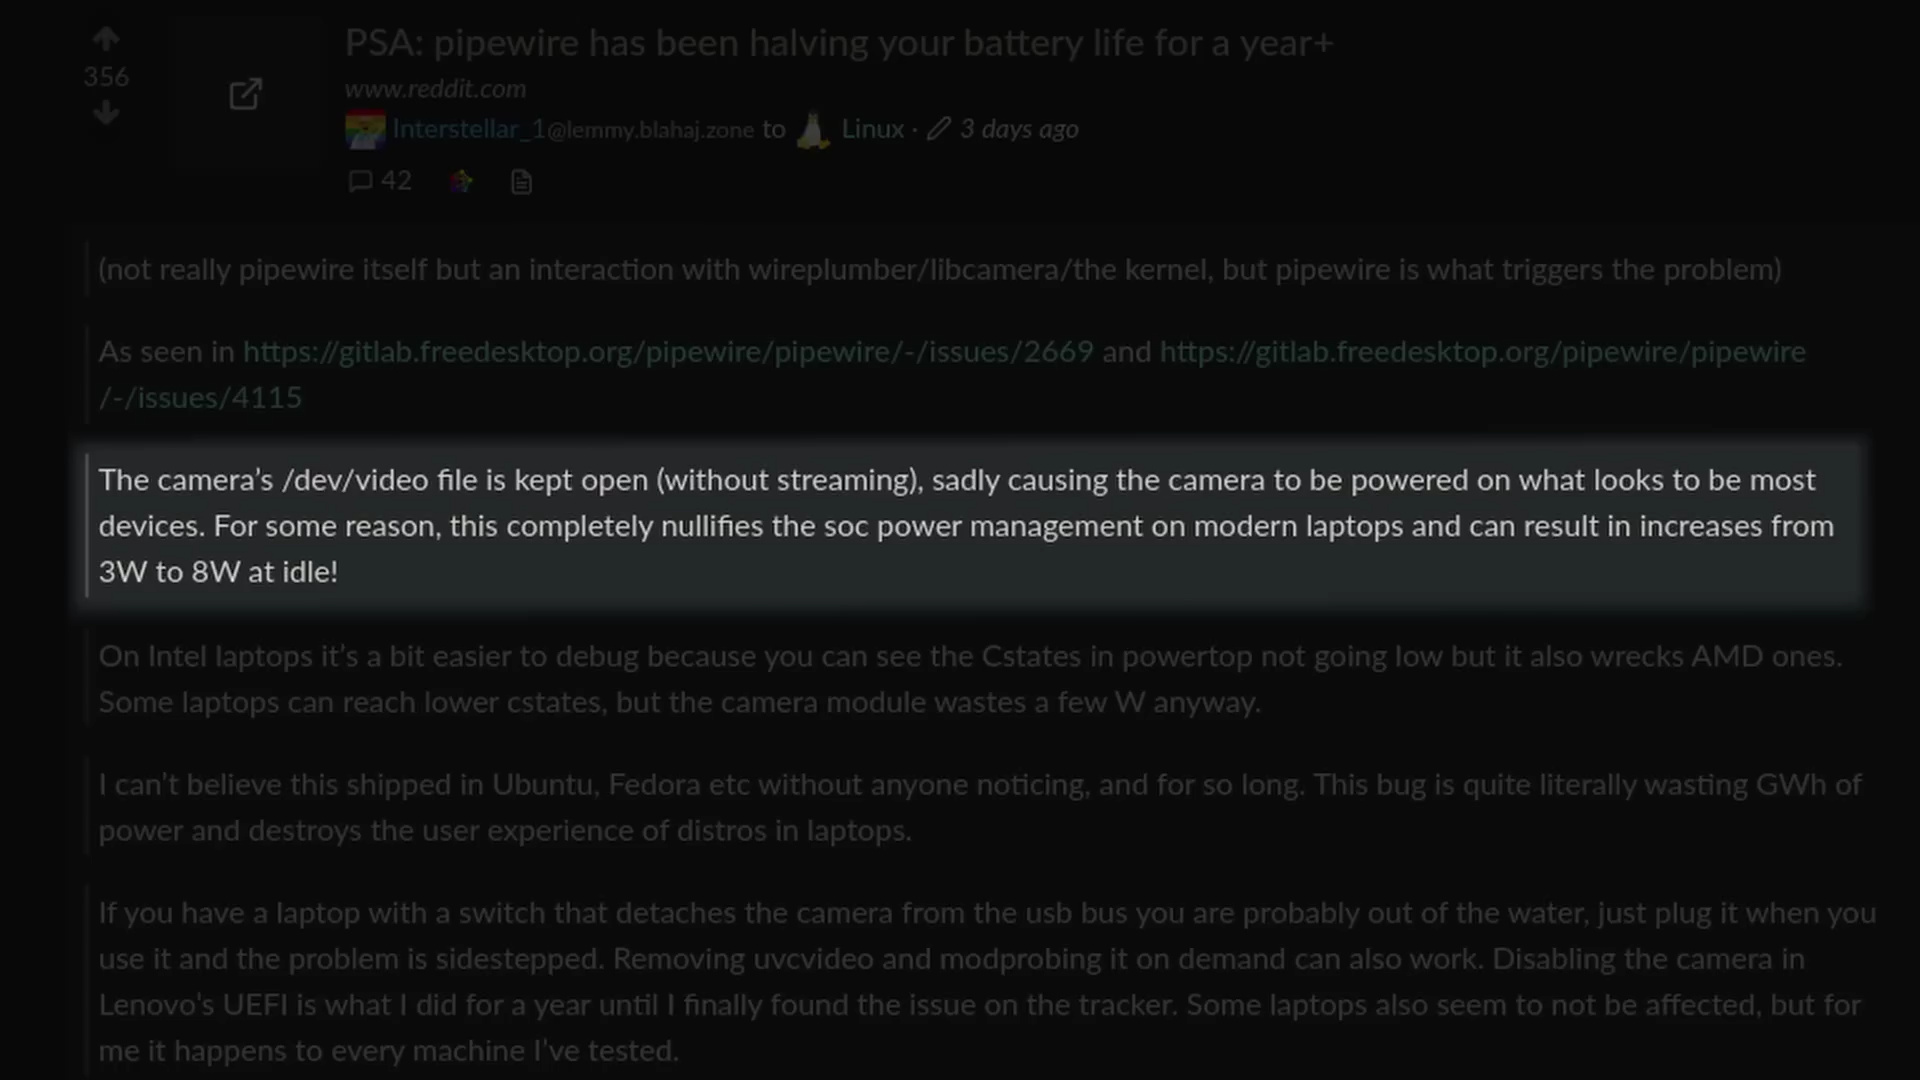 PSA: pipewire has been halving your battery life for a year+
356
www.reddit.com
Interstellar_1@lemmy.blahaj.zone to Linux · 3 days ago
42
(not really pipewire itself but an interaction with wireplumber/libcamera/the kernel, but pipewire is what triggers the problem)
As seen in https://gitlab.freedesktop.org/pipewire/pipewire/-/issues/2669 and https://gitlab.freedesktop.org/pipewire/pipewire
/-/issues/4115
The camera’s /dev/video file is kept open (without streaming), sadly causing the camera to be powered on what looks to be most
devices. For some reason, this completely nullifies the soc power management on modern laptops and can result in increases from
3W to 8W at idle!
On Intel laptops it’s a bit easier to debug because you can see the Cstates in powertop not going low but it also wrecks AMD ones.
Some laptops can reach lower cstates, but the camera module wastes a few W anyway.
I can’t believe this shipped in Ubuntu, Fedora etc without anyone noticing, and for so long. This bug is quite literally wasting GWh of
power and destroys the user experience of distros in laptops.
If you have a laptop with a switch that detaches the camera from the usb bus you are probably out of the water, just plug it when you
use it and the problem is sidestepped. Removing uvcvideo and modprobing it on demand can also work. Disabling the camera in
Lenovo’s UEFI is what I did for a year until I finally found the issue on the tracker. Some laptops also seem to not be affected, but for
me it happens to every machine I’ve tested.